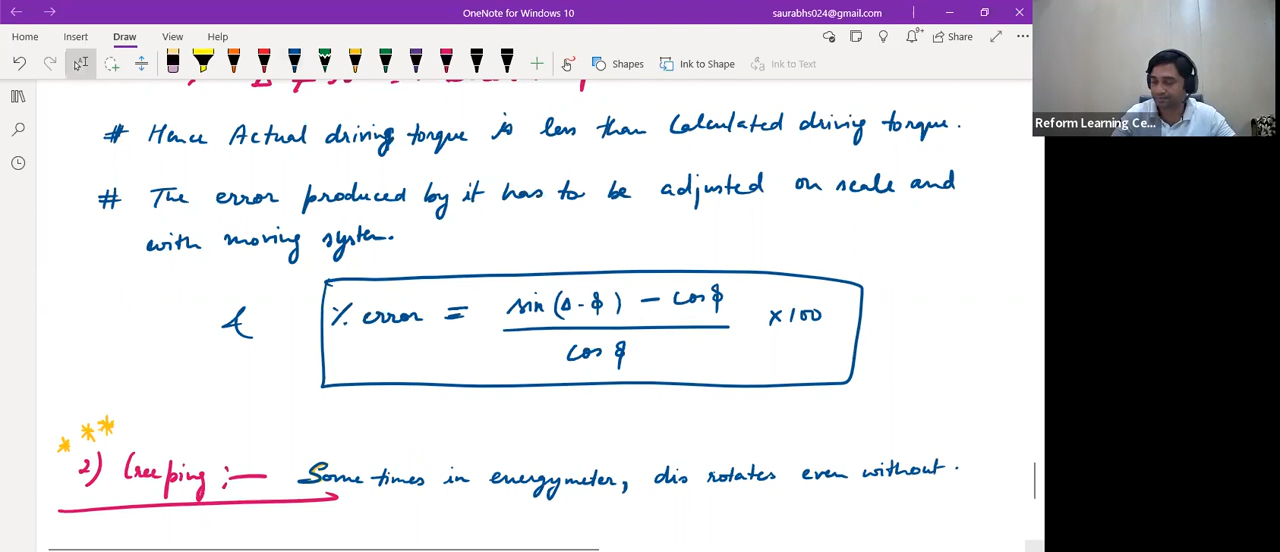 OneNote for Windows 10
saurabhs024@gmail.com
Home Insert Draw View Help
Share
Shapes
Ink to Shape
Ink to Text
# Hence Actual driving torque is less than Calculated driving torque.
# The error produced by it has to be adjusted on scale and
with moving system.
& % error = sin(Δ-φ) - cosφ / cosφ ×100
*** 
2) Creeping :— Some times in energymeter, dis rotates even without.
Reform Learning Ce...